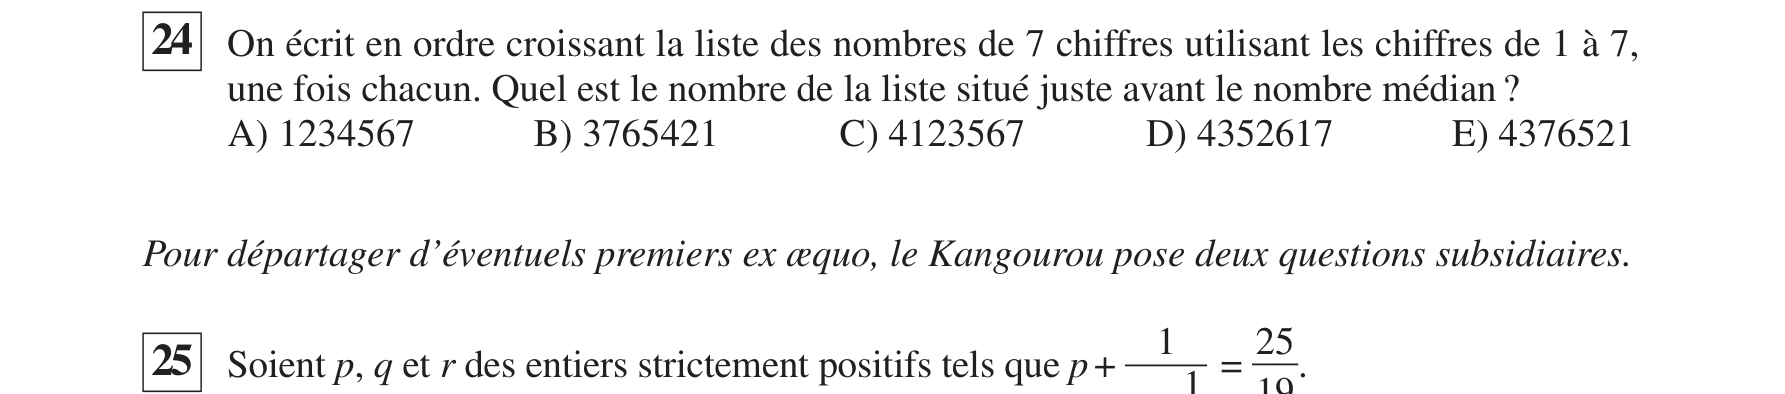 24 On écrit en ordre croissant la liste des nombres de 7 chiffres utilisant les chiffres de 1 à 7,
une fois chacun. Quel est le nombre de la liste situé juste avant le nombre médian ?
A) 1234567 B) 3765421 C) 4123567 D) 4352617 E) 4376521
Pour départager d'éventuels premiers ex æquo, le Kangourou pose deux questions subsidiaires.
25 Soient p, q et r des entiers strictement positifs tels que p + 1 / 1 = 25 / 19.